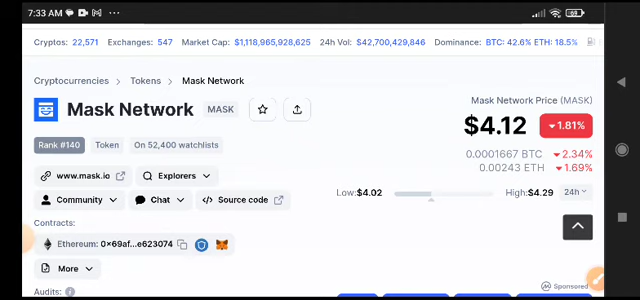 7:33 AM
69
Cryptos: 22,571 Exchanges: 547 Market Cap: $1,118,965,928,625 24h Vol: $42,700,429,846 Dominance: BTC: 42.6% ETH: 18.5%
Cryptocurrencies > Tokens > Mask Network
Mask Network MASK
Mask Network Price (MASK)
$4.12 1.81%
Rank #140 Token On 52,400 watchlists
0.0001667 BTC 2.34%
0.00243 ETH 1.69%
www.mask.io Explorers
Low: $4.02 High: $4.29 24h
Community Chat Source code
Contracts:
Ethereum: 0x69af...e623074
More
Sponsored
Audits: